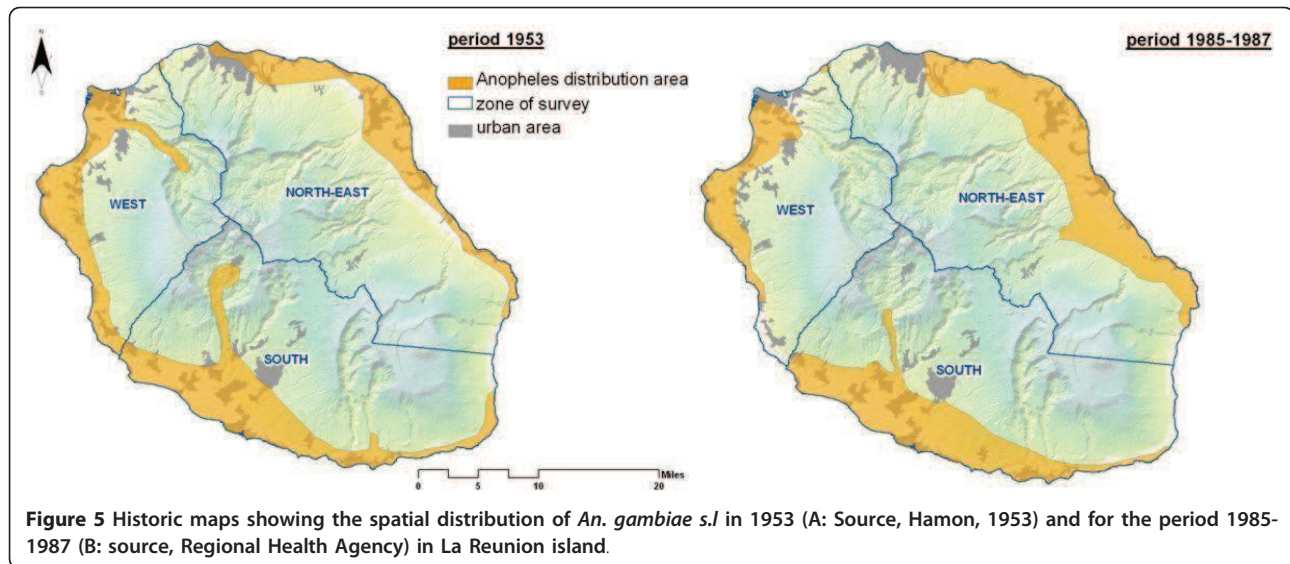 N
S
period 1953
Anopheles distribution area
zone of survey
urban area
WEST
NORTH-EAST
SOUTH
Miles
0 5 10 20
period 1985-1987
WEST
NORTH-EAST
SOUTH
Figure 5 Historic maps showing the spatial distribution of An. gambiae s.l in 1953 (A: Source, Hamon, 1953) and for the period 1985-
1987 (B: source, Regional Health Agency) in La Reunion island.